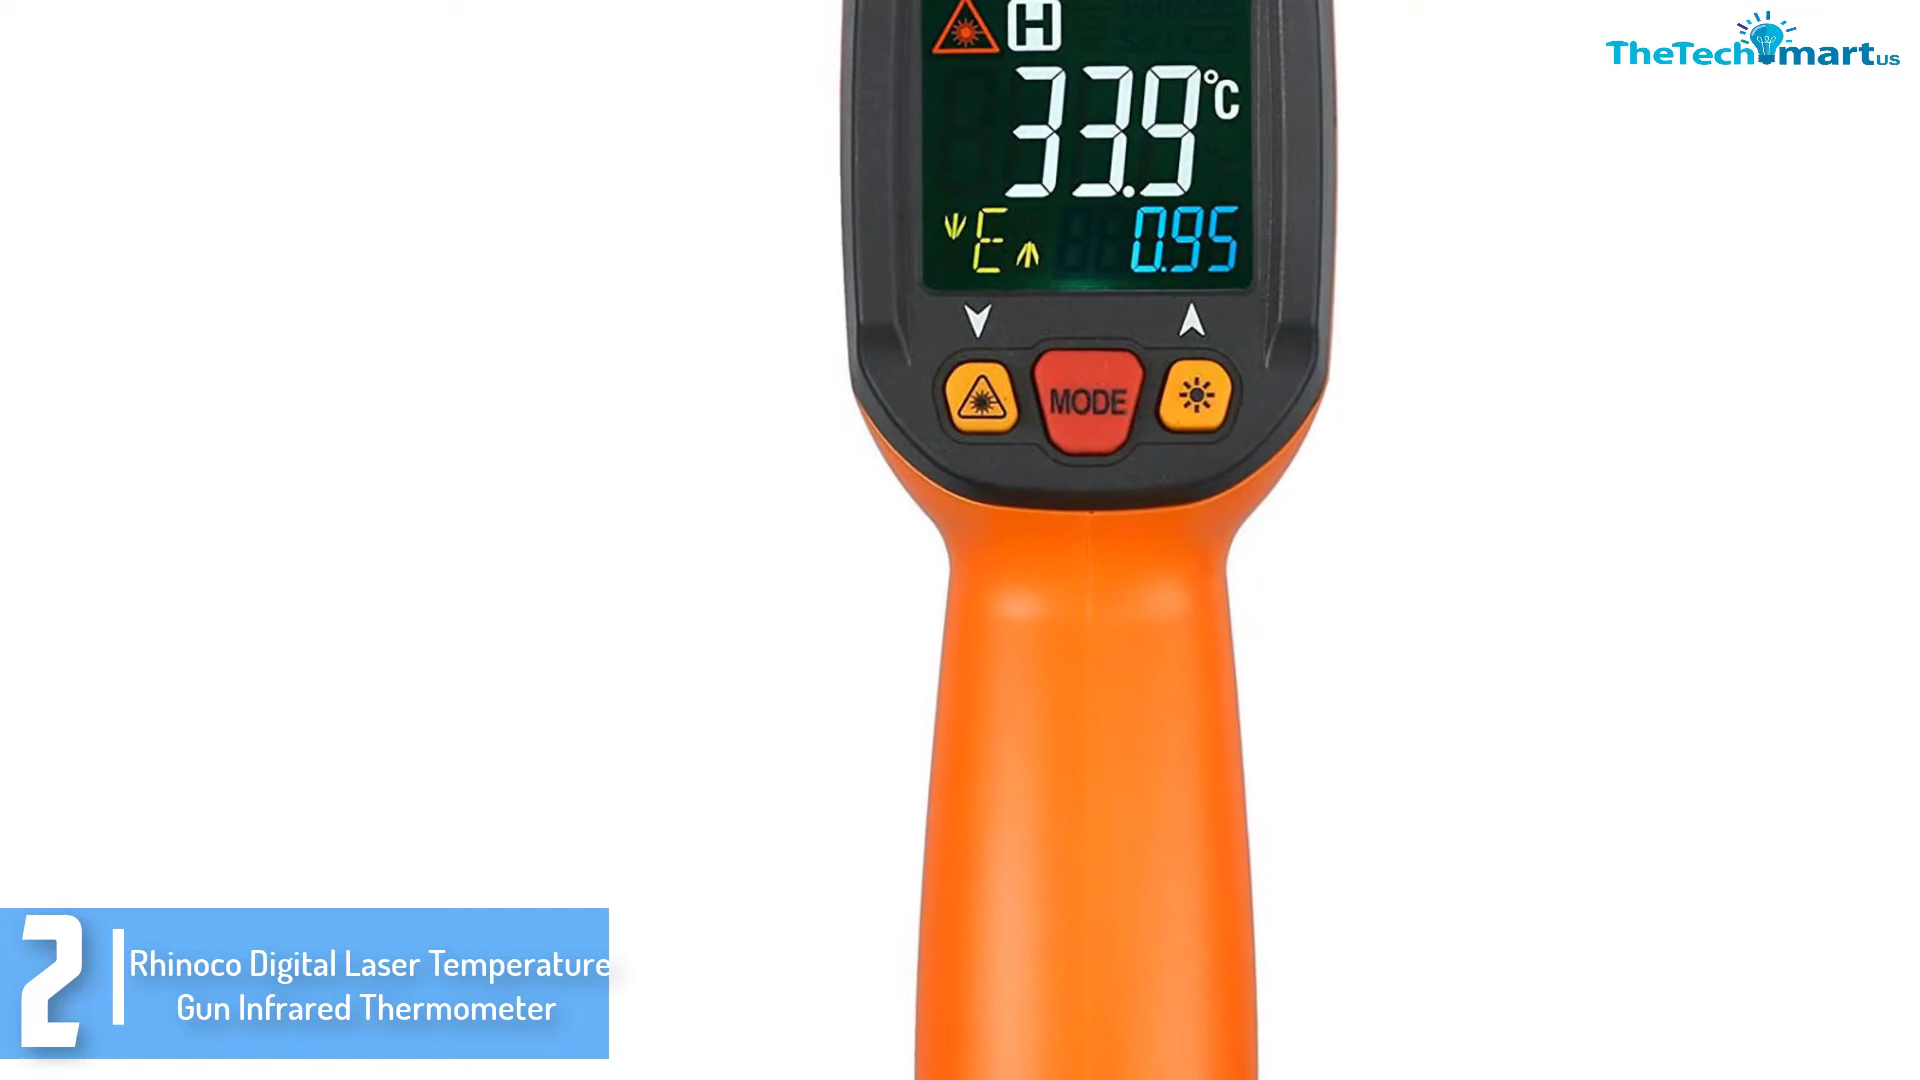 TheTechmartUS
H
33.9°C
E 0.95
MODE
2
Rhinoco Digital Laser Temperature
Gun Infrared Thermometer